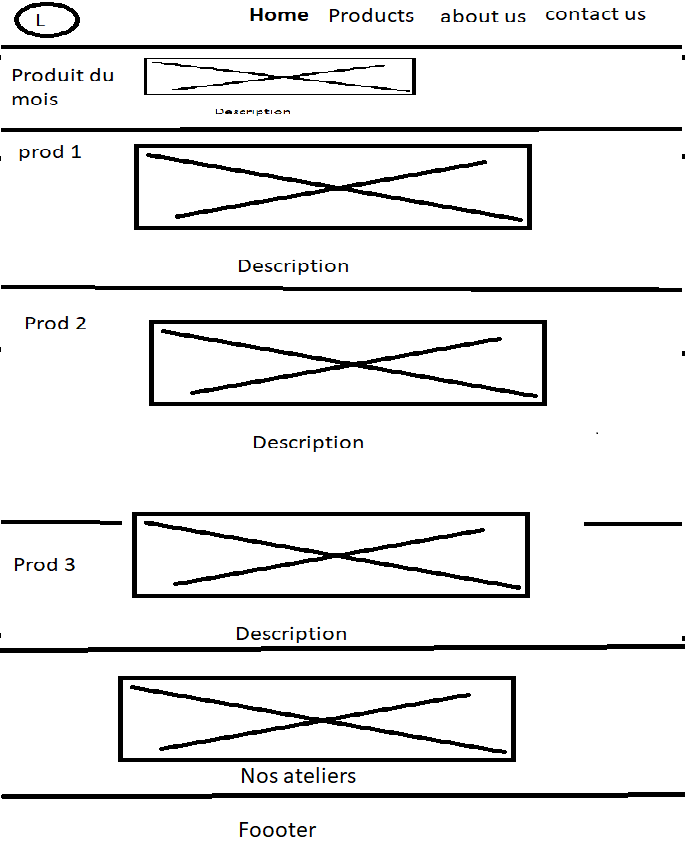 L
Home Products about us contact us
Produit du
mois
Description
prod 1
Description
Prod 2
Description
Prod 3
Description
Nos ateliers
Foooter